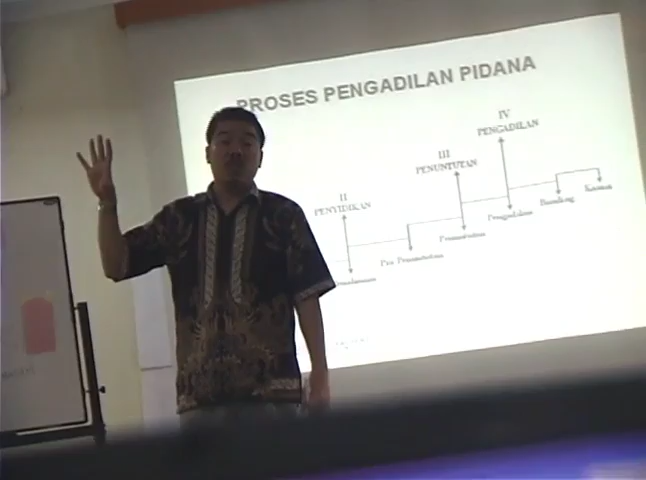 PROSES PENGADILAN PIDANA
IV
PENGADILAN
III
PENUNTUTAN
II
PENYIDIKAN
Kasasi
Banding
Pengadilan
Penuntutan
Pra Penuntutan